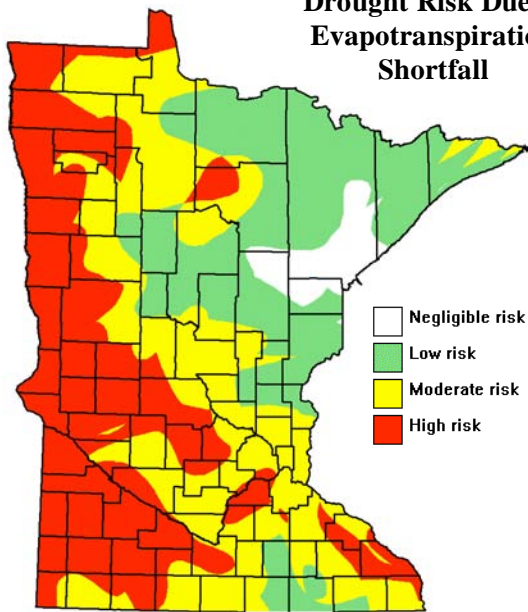 Drought Risk Due
Evapotranspiratio
Shortfall
Negligible risk
Low risk
Moderate risk
High risk